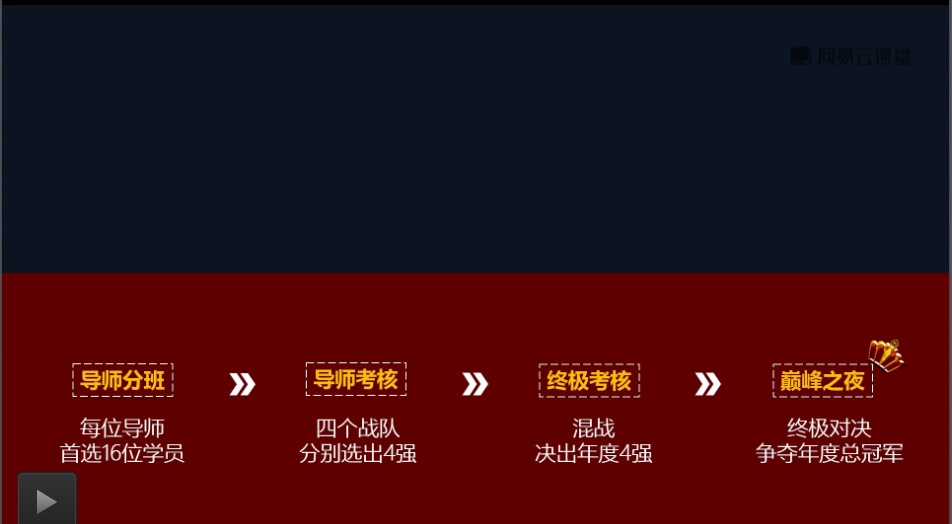 网易云课堂
导师分班
导师考核
终极考核
巅峰之夜
每位导师
首选16位学员
四个战队
分别选出4强
混战
决出年度4强
终极对决
争夺年度总冠军